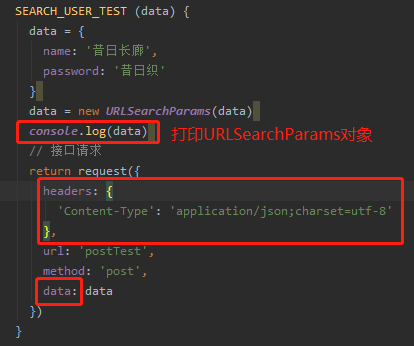 SEARCH_USER_TEST (data) {
data = {
name: '昔日长廊',
password: '昔日织'
}
data = new URLSearchParams(data)
console.log(data) 打印URLSearchParams对象
// 接口请求
return request({
headers: {
'Content-Type': 'application/json;charset=utf-8'
},
url: 'postTest',
method: 'post',
data: data
})
}